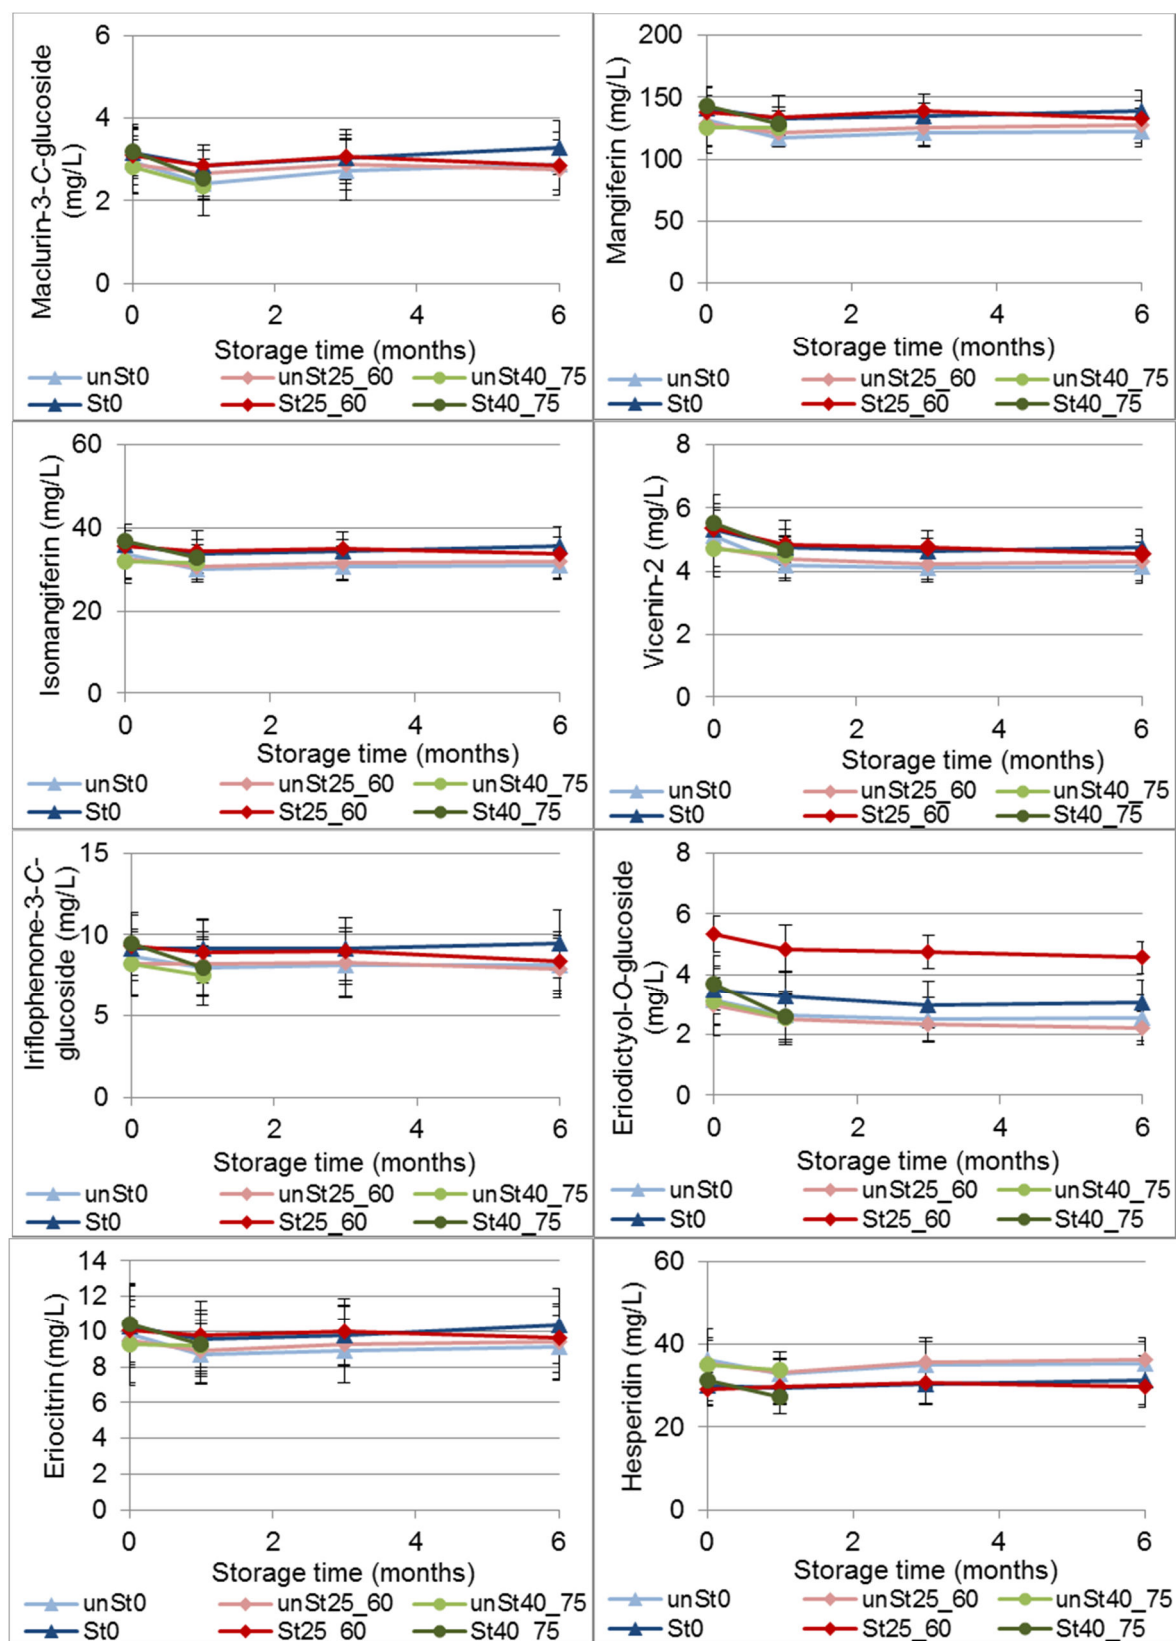 Maclurin-3-C-glucoside
(mg/L)
6
4
2
0
0 2 4 6
Storage time (months)
unSt0 unSt25_60 unSt40_75
St0 St25_60 St40_75
Mangiferin (mg/L)
200
150
100
50
0
0 2 4 6
Storage time (months)
unSt0 unSt25_60 unSt40_75
St0 St25_60 St40_75
Isomangiferin (mg/L)
60
40
20
0
0 2 4 6
Storage time (months)
unSt0 unSt25_60 unSt40_75
St0 St25_60 St40_75
Vicenin-2 (mg/L)
8
6
4
2
0
0 2 4 6
Storage time (months)
unSt0 unSt25_60 unSt40_75
St0 St25_60 St40_75
Iriflophenone-3-C-
glucoside (mg/L)
15
10
5
0
0 2 4 6
Storage time (months)
unSt0 unSt25_60 unSt40_75
St0 St25_60 St40_75
Eriodictyol-O-glucoside
(mg/L)
8
6
4
2
0
0 2 4 6
Storage time (months)
unSt0 unSt25_60 unSt40_75
St0 St25_60 St40_75
Eriocitrin (mg/L)
14
12
10
8
6
4
2
0
0 2 4 6
Storage time (months)
unSt0 unSt25_60 unSt40_75
St0 St25_60 St40_75
Hesperidin (mg/L)
60
40
20
0
0 2 4 6
Storage time (months)
unSt0 unSt25_60 unSt40_75
St0 St25_60 St40_75